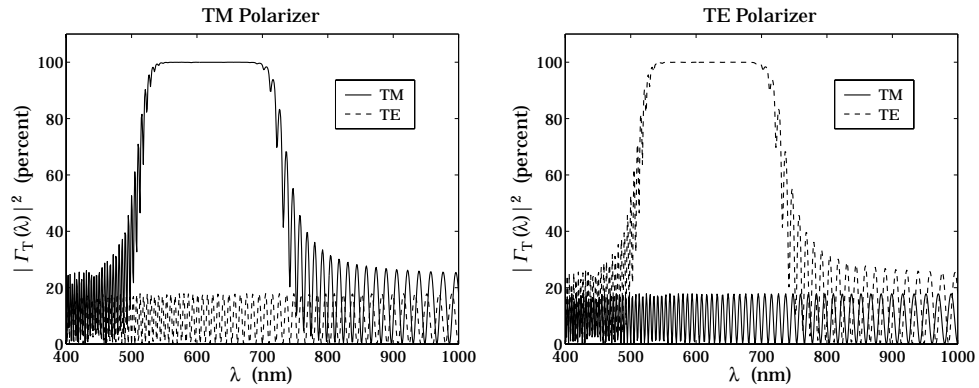 TM Polarizer
| Γ_T(λ) |² (percent)
100
80
60
40
20
0
TM
TE
400 500 600 700 800 900 1000
λ (nm)
TE Polarizer
| Γ_T(λ) |² (percent)
100
80
60
40
20
0
TM
TE
400 500 600 700 800 900 1000
λ (nm)